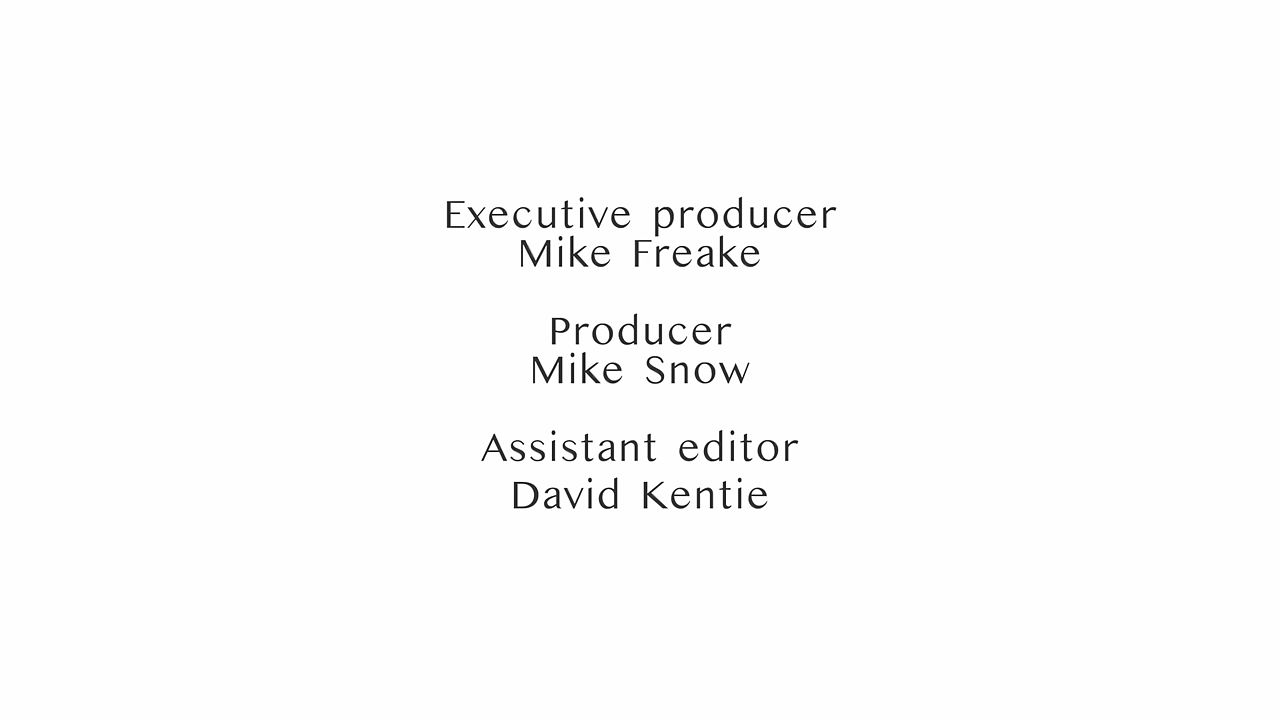 Executive producer
Mike Freake
Producer
Mike Snow
Assistant editor
David Kentie